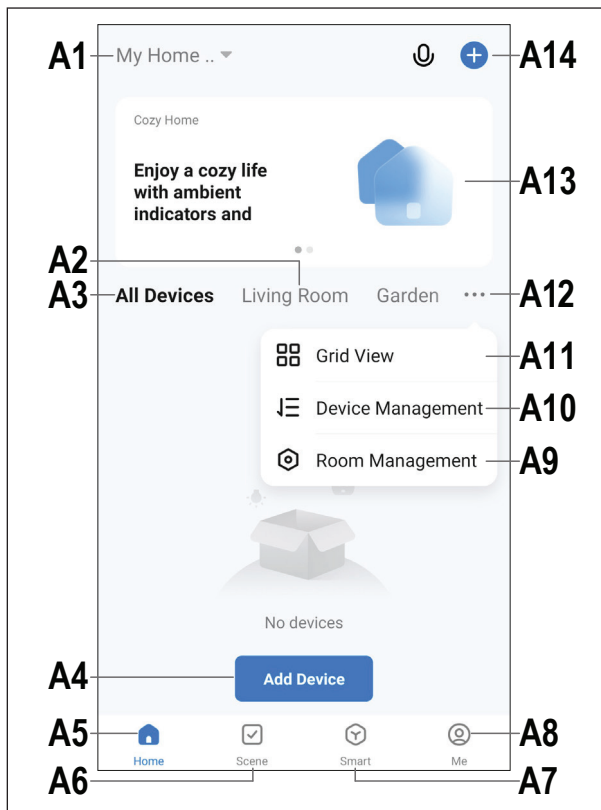 A1 My Home .. A14
Cozy Home
Enjoy a cozy life
with ambient
indicators and
A13
A2
A3 All Devices Living Room Garden ... A12
Grid View A11
Device Management A10
Room Management A9
No devices
A4 Add Device
A5 A8
Home Scene Smart Me
A6 A7